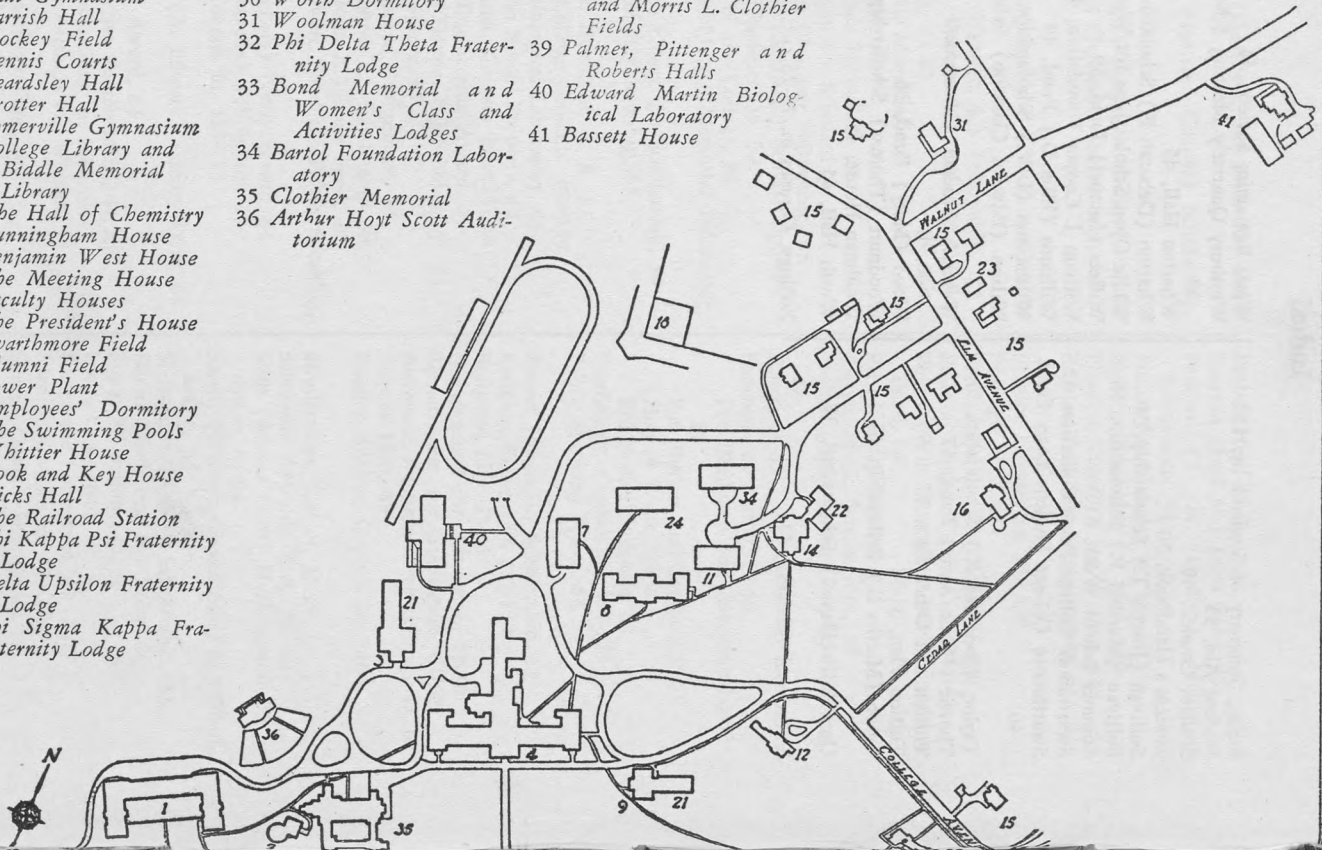 arrish Hall
ockey Field
ennis Courts
eardsley Hall
rotter Hall
merville Gymnasium
ollege Library and
Biddle Memorial
Library
he Hall of Chemistry
unningham House
enjamin West House
he Meeting House
culty Houses
he President's House
warthmore Field
lumni Field
wer Plant
mployees' Dormitory
he Swimming Pools
hittier House
ook and Key House
icks Hall
he Railroad Station
hi Kappa Psi Fraternity
Lodge
elta Upsilon Fraternity
Lodge
hi Sigma Kappa Fra-
ternity Lodge
30 Worth Dormitory
31 Woolman House
32 Phi Delta Theta Frater-
nity Lodge
33 Bond Memorial and
Women's Class and
Activities Lodges
34 Bartol Foundation Labor-
atory
35 Clothier Memorial
36 Arthur Hoyt Scott Audi-
torium
and Morris L. Clothier
Fields
39 Palmer, Pittenger and
Roberts Halls
40 Edward Martin Biolog-
ical Laboratory
41 Bassett House
15
31
41
WALNUT LANE
15
15
23
18
15
15
ELM AVENUE
15
15
34
24
7
22
16
40
14
11
8
21
CEDAR LANE
36
4
12
N
COLLEGE AVEN
9
21
1
35
15